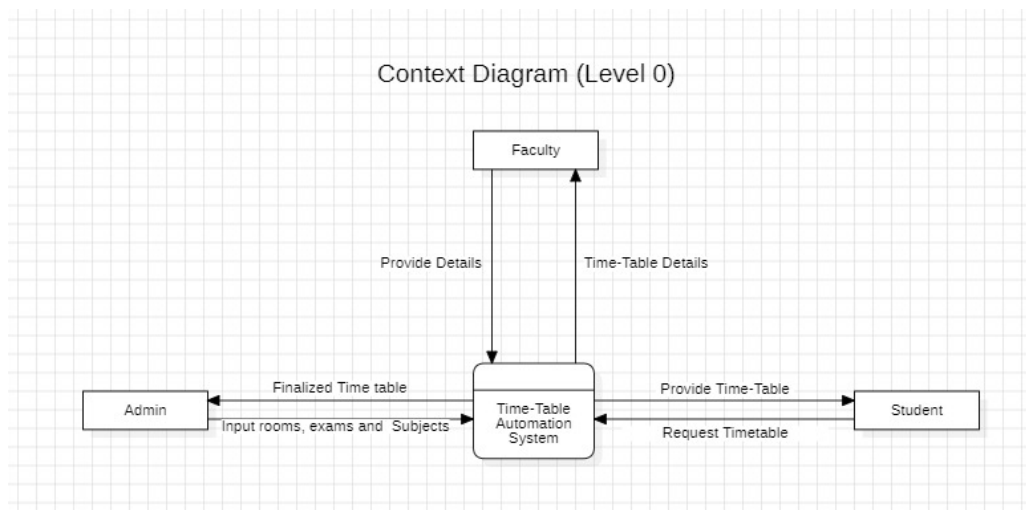 Context Diagram (Level 0)
Faculty
Provide Details
Time-Table Details
Finalized Time table
Provide Time-Table
Admin
Time-Table
Automation
System
Student
Input rooms, exams and Subjects
Request Timetable